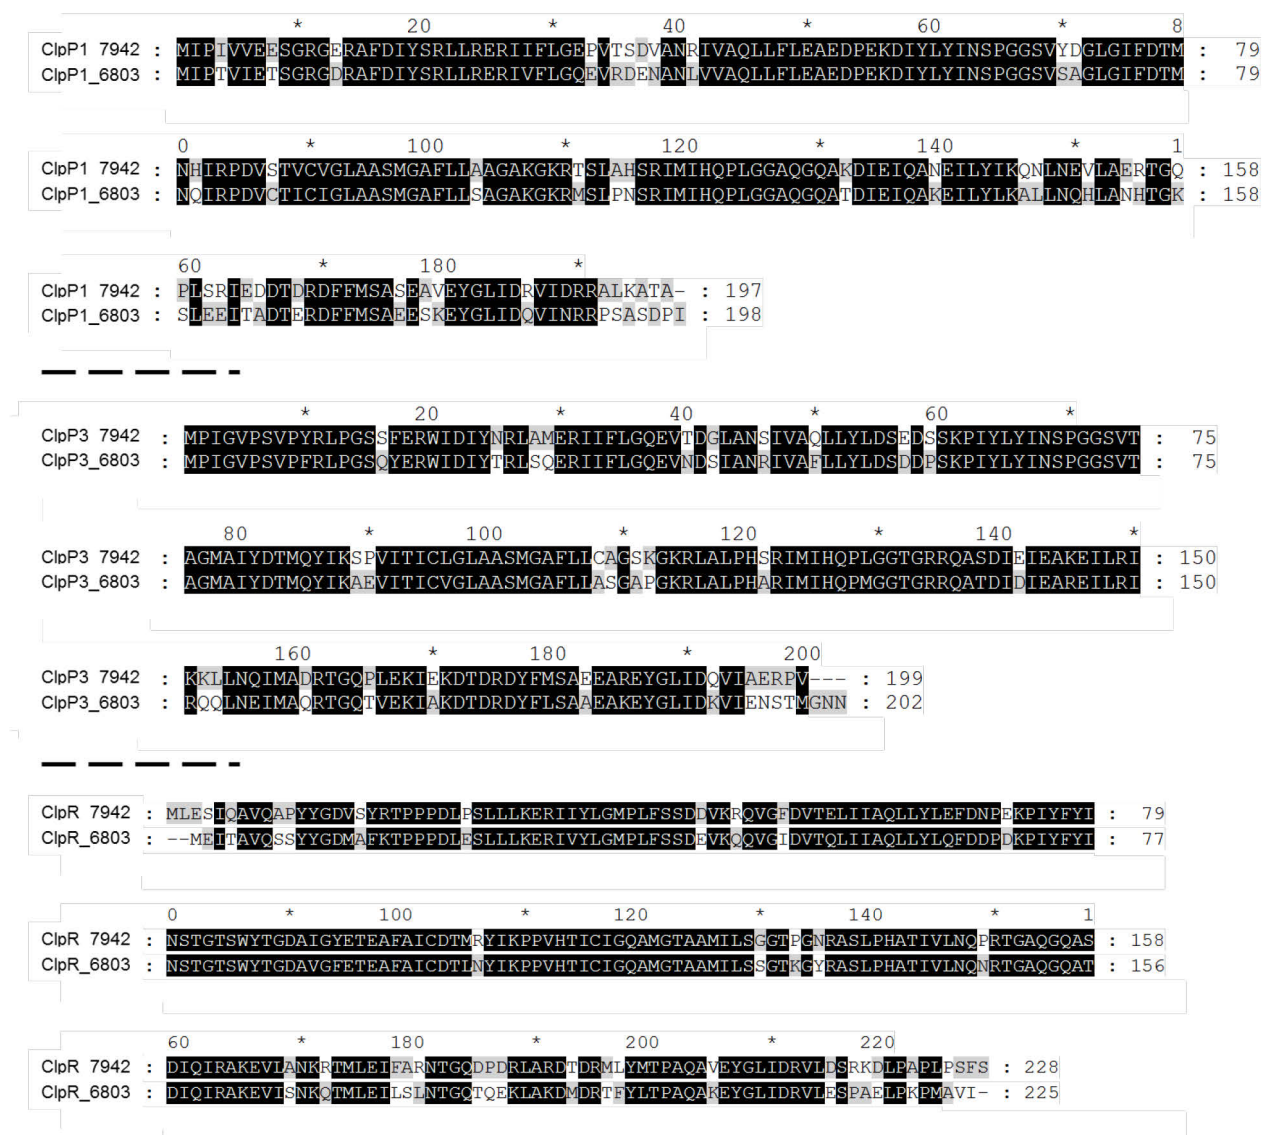 * 20 * 40 * 60 * 8
ClpP1 7942 : MIPIVVEESGRGERAFDIYSRLLRERIIFLGEPVTSDVANRIVAQLLFLEAEDPEKDIYLYINSPGGSVYDGLGIFDTM : 79
ClpP1_6803 : MIPTVIETSGRGDRAFDIYSRLLRERIVFLGQEVRDENANLVVAQLLFLEAEDPEKDIYLYINSPGGSVSAGLGIFDTM : 79
0 * 100 * 120 * 140 * 1
ClpP1 7942 : NHIRPDVSTVCVGLAASMGAFLLAAGAKGKRTSLAHSRIMIHQPLGGAQGQAKDIEIQANEILYIKQNLNEVLAERTGQ : 158
ClpP1_6803 : NQIRPDVCTICIGLAASMGAFLLSAGAKGKRMSLPNSRIMIHQPLGGAQGQATDIEIQAKEILYLKALLNQHLANHTGK : 158
60 * 180 *
ClpP1 7942 : PLSRIEDDTDRDFFMSASEAVEYGLIDRVIDRRALKATA- : 197
ClpP1_6803 : SLEEITADTERDFFMSAEESKEYGLIDQVINRRPSASDPI : 198
* 20 * 40 * 60 *
ClpP3 7942 : MPIGVPSVPYRLPGSSFERWIDIYNRLAMERIIFLGQEVTDGLANSIVAQLLYLDSEDSSKPIYLYINSPGGSVT : 75
ClpP3_6803 : MPIGVPSVPFRLPGSQYERWIDIYTRLSQERIIFLGQEVNDSIANRIVAFLLYLDSDDPSKPIYLYINSPGGSVT : 75
80 * 100 * 120 * 140 *
ClpP3 7942 : AGMAIYDTMQYIKSPVITICLGLAASMGAFLLCAGSKGKRLALPHSRIMIHQPLGGTGRRQASDIEIEAKEILRI : 150
ClpP3_6803 : AGMAIYDTMQYIKAEVITICVGLAASMGAFLLASGAPGKRLALPHARIMIHQPMGGTGRRQATDIDIEAREILRI : 150
160 * 180 * 200
ClpP3 7942 : KKLLNQIMADRTGQPLEKIEKDTDRDYFMSAEEAREYGLIDQVIAERPV--- : 199
ClpP3_6803 : RQQLNEIMAQRTGQTVEKIAKDTDRDYFLSAAEAKEYGLIDKVIENSTMGNN : 202
ClpR 7942 : MLESIQAVQAPYYGDVSYRTPPPDLPSLLLKERIIYLGMPLFSSDDVKRQVGFDVTELIIAQLLYLEFDNPEKPIYFYI : 79
ClpR_6803 : --MEITAVQSSYYGDMAFKTPPPDLESLLLKERIVYLGMPLFSSDEVKQQVGIDVTQLIIAQLLYLQFDDPDKPIYFYI : 77
0 * 100 * 120 * 140 * 1
ClpR 7942 : NSTGTSWYTGDAIGYETEAFAICDTMRYIKPPVHTICIGQAMGTAAMILSGGTPGNRASLPHATIVLNQPRTGAQGQAS : 158
ClpR_6803 : NSTGTSWYTGDAVGFETEAFAICDTLNYIKPPVHTICIGQAMGTAAMILSSGTKGYRASLPHATIVLNQNRTGAQGQAT : 156
60 * 180 * 200 * 220
ClpR 7942 : DIQIRAKEVLANKRTMLEIFARNTGQDPDRLARDTDRMLYMTPAQAVEYGLIDRVLDSRKDLPAPLPSFS : 228
ClpR_6803 : DIQIRAKEVISNKQTMLEILSLNTGQTQEKLAKDMDRTFYLTPAQAKEYGLIDRVLESPAELPKPMAVI- : 225